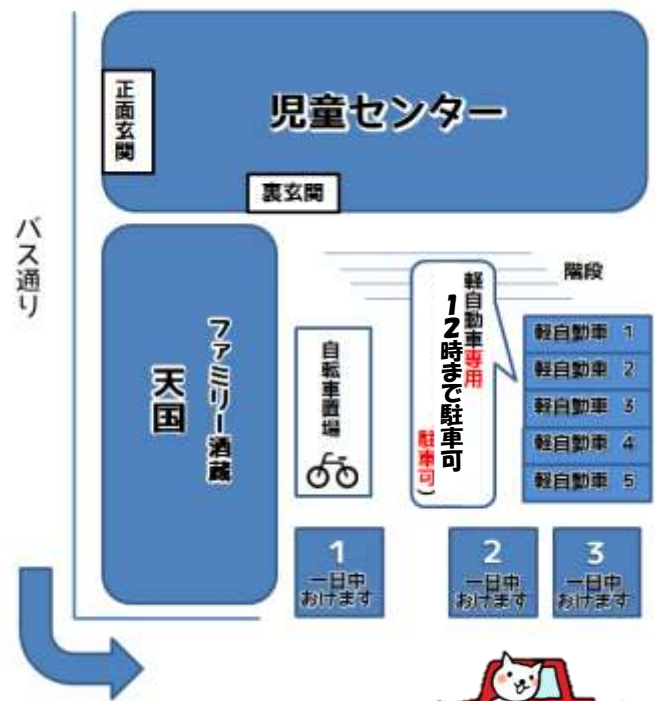 児童センター
正面玄関
裏玄関
バス通り
ファミリー酒蔵
天国
自転車置場
階段
軽自動車専用
12時まで駐車可
駐車可)
軽自動車 1
軽自動車 2
軽自動車 3
軽自動車 4
軽自動車 5
1
一日中
おけます
2
一日中
おけます
3
一日中
おけます